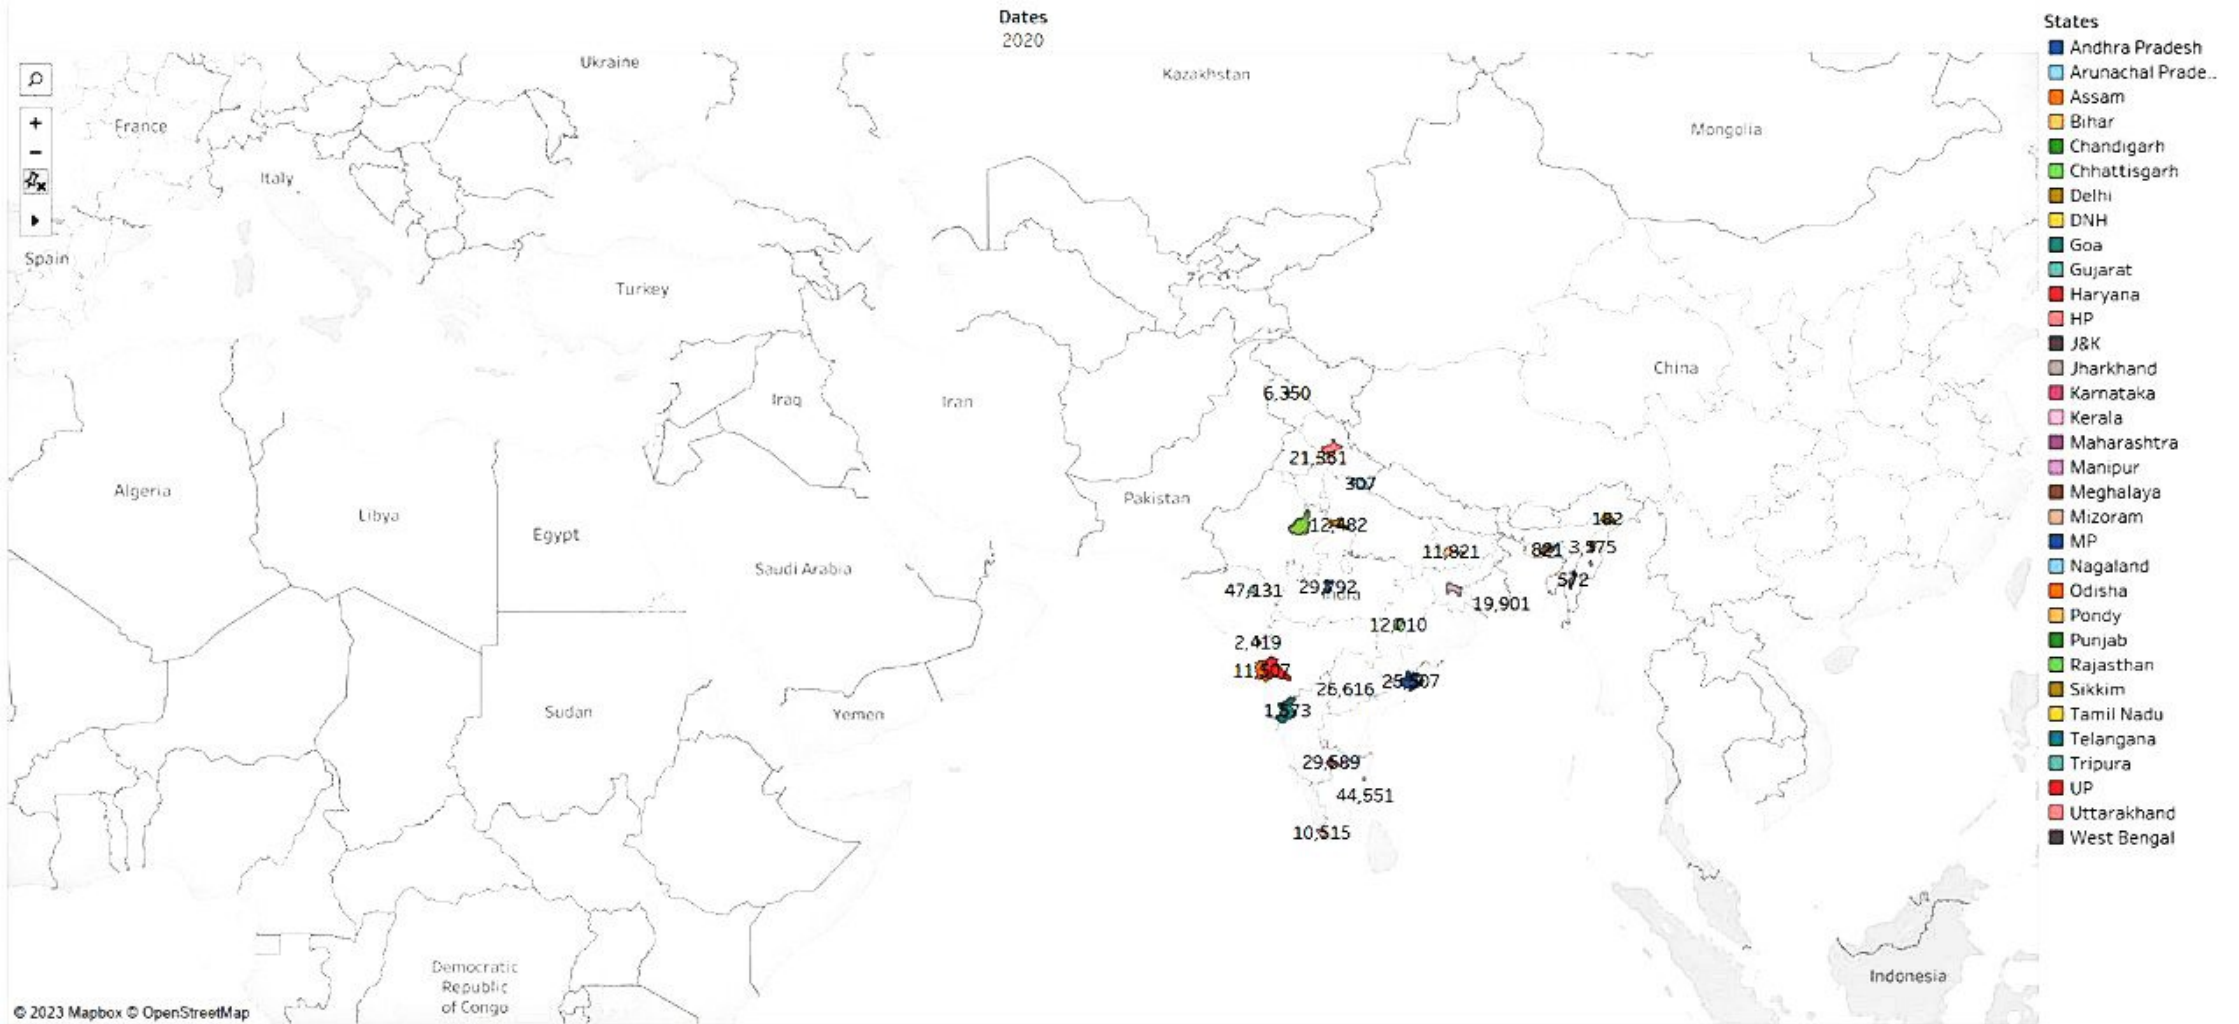 Dates
2020
Ukraine
Kazakhstan
France
Mongolia
Italy
Spain
Turkey
China
Iraq
Iran
6,350
Algeria
Pakistan
Libya
307
Egypt
182
12,482
Saudi Arabia
11,821
821
3,975
572
47,131
India
19,901
12,010
2,419
Sudan
Yemen
26,616
29,689
44,551
10,515
Democratic
Republic
of Congo
Indonesia
© 2023 Mapbox © OpenStreetMap
States
Andhra Pradesh
Arunachal Prade..
Assam
Bihar
Chandigarh
Chhattisgarh
Delhi
DNH
Goa
Gujarat
Haryana
HP
J&K
Jharkhand
Karnataka
Kerala
Maharashtra
Manipur
Meghalaya
Mizoram
MP
Nagaland
Odisha
Pondy
Punjab
Rajasthan
Sikkim
Tamil Nadu
Telangana
Tripura
UP
Uttarakhand
West Bengal